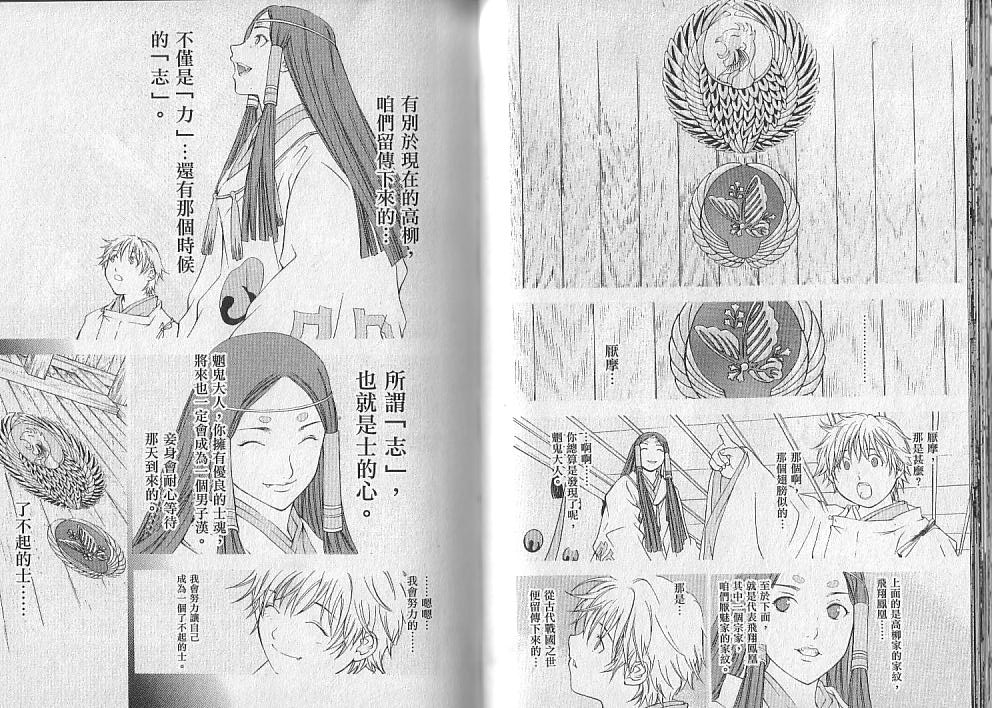 厭摩…
厭摩，
那是甚麼？
那個啊，
那個翅膀似的…
…啊啊…
你總算是發現了呢，
魍鬼大人。
上面的是高柳家的家紋，
飛翔鳳凰……
至於下面，
就是代表飛翔鳳凰
其中一個宗家，
咱們厭魅家的家紋。
那是…
從古代戰國之世
便留傳下來的…
有別於現在的高柳，
咱們留傳下來的…
不僅是「力」…還有那個時候
的「志」。
所謂「志」，
也就是士的心。
魍鬼大人，你擁有優良的士魂，
將來也一定會成為一個男子漢。
妾身會耐心等待
那天到來的。
……嗯嗯…
我會努力的……
我會努力讓自己
成為一個了不起的士。
了不起的士……